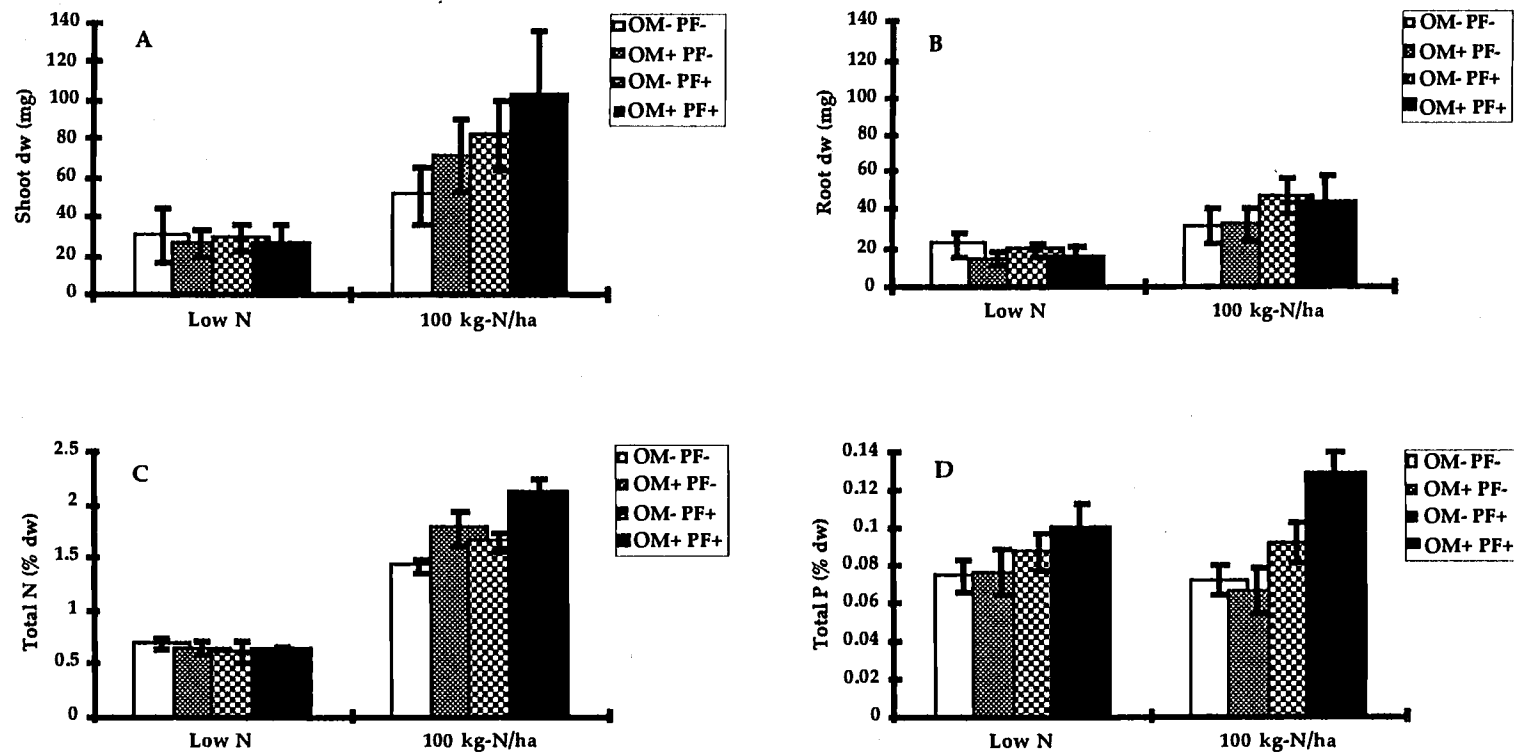 A
Shoot dw (mg)
140
120
100
80
60
40
20
0
Low N
100 kg-N/ha
OM- PF-
OM+ PF-
OM- PF+
OM+ PF+
B
Root dw (mg)
140
120
100
80
60
40
20
0
Low N
100 kg-N/ha
OM- PF-
OM+ PF-
OM- PF+
OM+ PF+
C
Total N (% dw)
2.5
2
1.5
1
0.5
0
Low N
100 kg-N/ha
OM- PF-
OM+ PF-
OM- PF+
OM+ PF+
D
Total P (% dw)
0.14
0.12
0.1
0.08
0.06
0.04
0.02
0
Low N
100 kg-N/ha
OM- PF-
OM+ PF-
OM- PF+
OM+ PF+